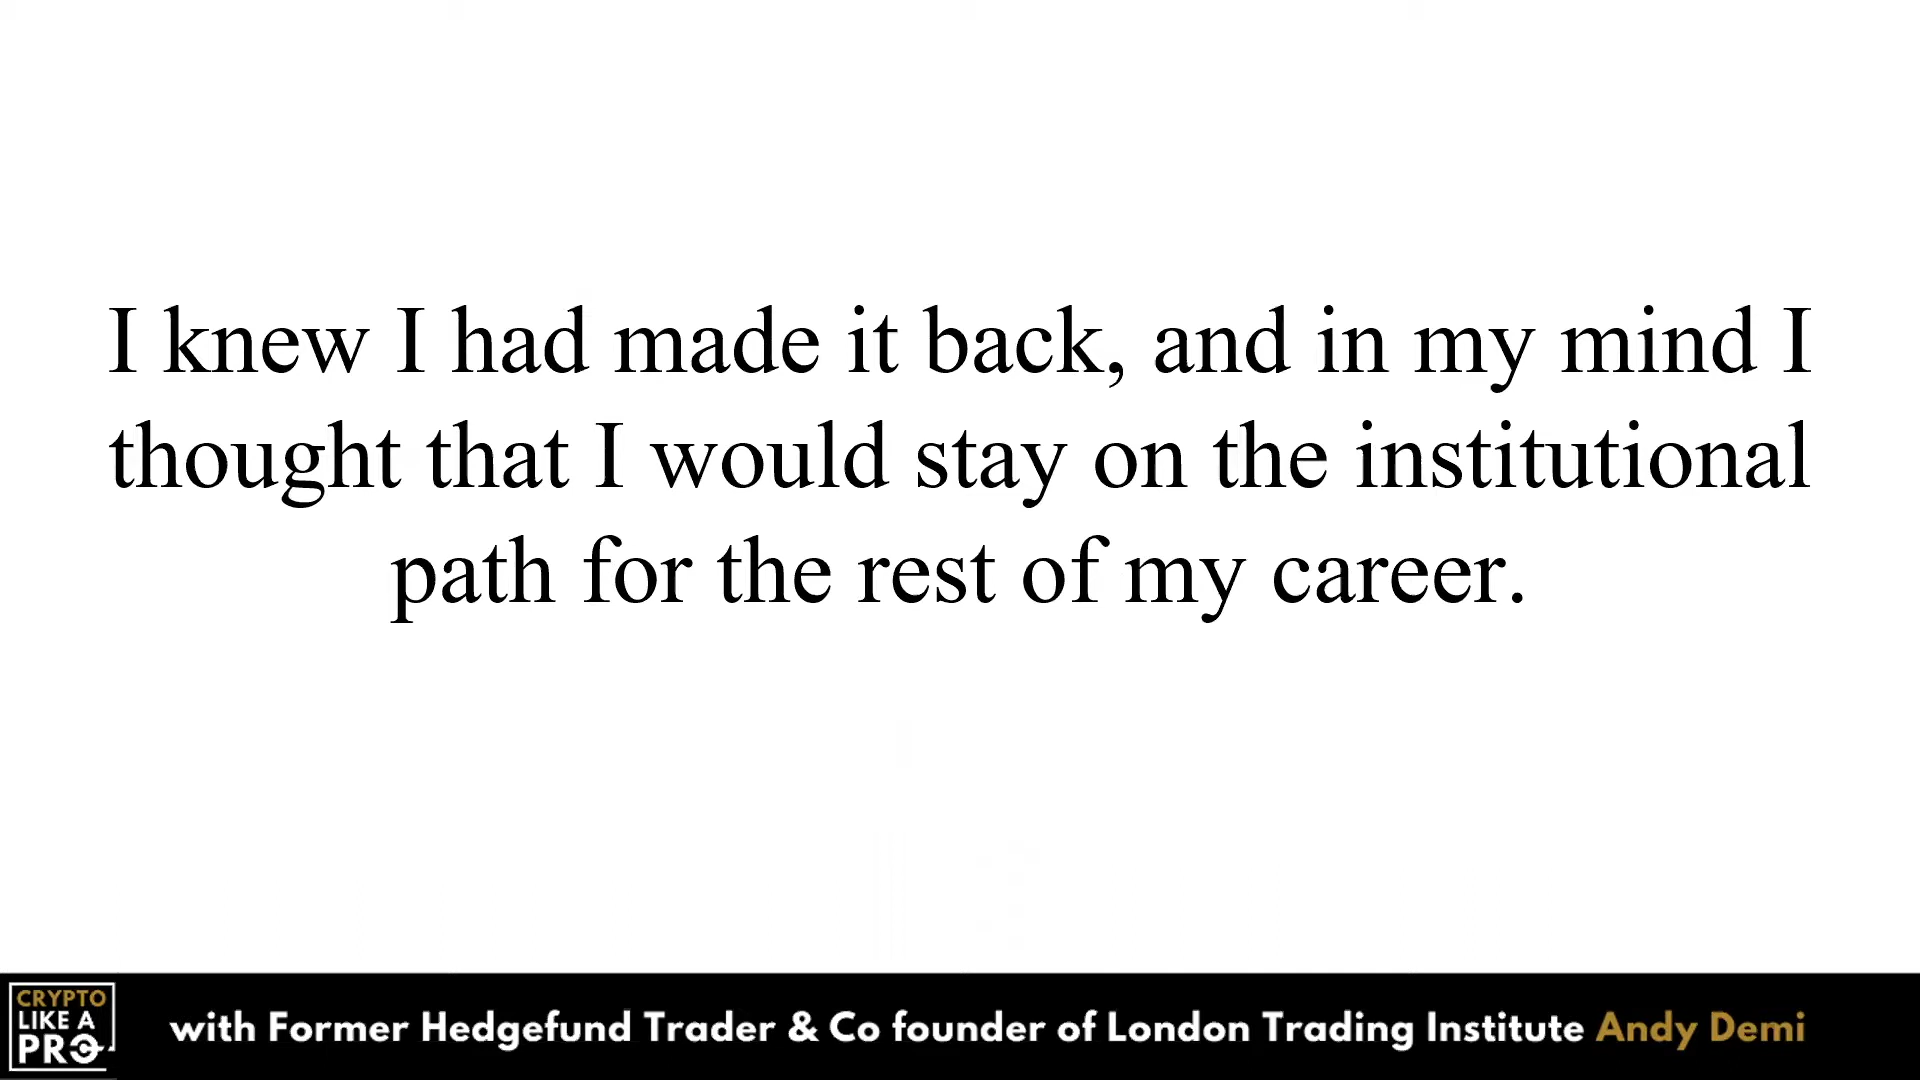 I knew I had made it back, and in my mind I
thought that I would stay on the institutional
path for the rest of my career.
CRYPTO
LIKE A
PRO
with Former Hedgefund Trader & Co founder of London Trading Institute Andy Demi